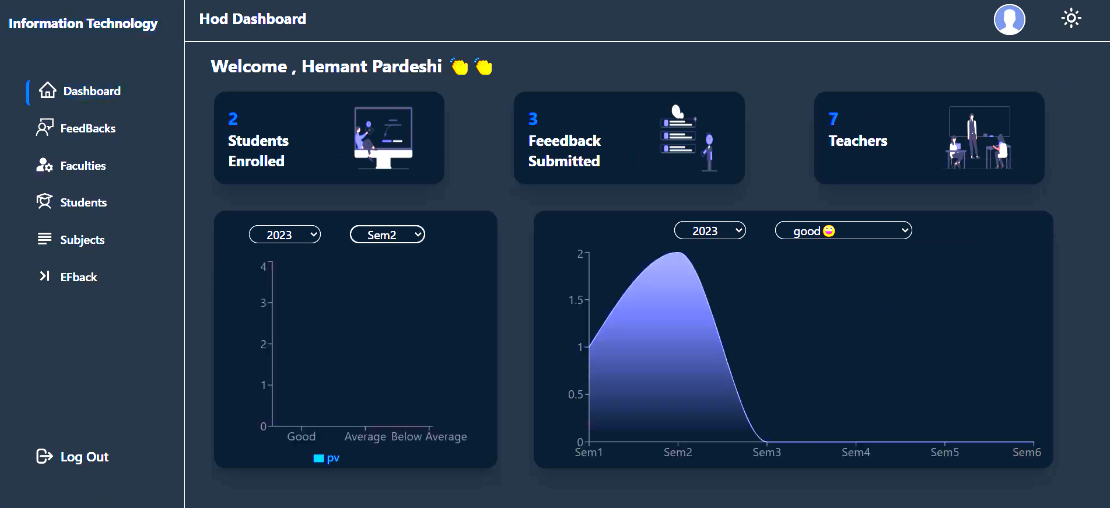 Information Technology
Hod Dashboard
Dashboard
FeedBacks
Faculties
Students
Subjects
EFback
Log Out
Welcome , Hemant Pardeshi 👏 👏
2
Students
Enrolled
3
Feeedback
Submitted
7
Teachers
2023 Sem2
4
3
2
1
0
Good Average Below Average
pv
2023 good😄
2
1.5
1
0.5
0
Sem1 Sem2 Sem3 Sem4 Sem5 Sem6